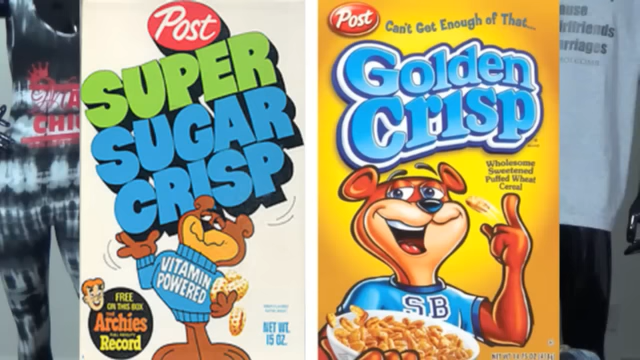 Post
SUPER
SUGAR
CRISP
VITAMIN
POWERED
FREE
ON THIS BOX
The
Archies
Record
NET WT.
15 OZ.
Post
Can't Get Enough of That...
Golden
Crisp
Wholesome
Sweetened
Puffed Wheat
Cereal
SB